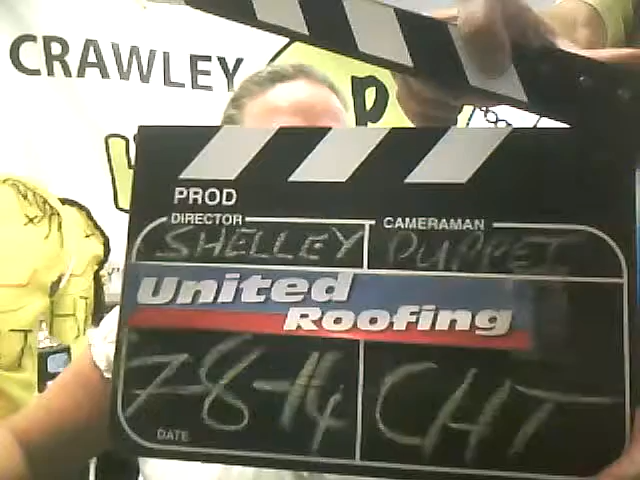 CRAWLEY
PROD
DIRECTOR CAMERAMAN
SHELLEY PUPPET
United
Roofing
7-8-14 CHT
DATE